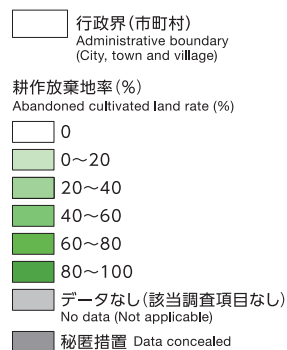 行政界（市町村）
Administrative boundary
(City, town and village)
耕作放棄地率（%）
Abandoned cultivated land rate (%)
0
0～20
20～40
40～60
60～80
80～100
データなし（該当調査項目なし）
No data (Not applicable)
秘匿措置 Data concealed